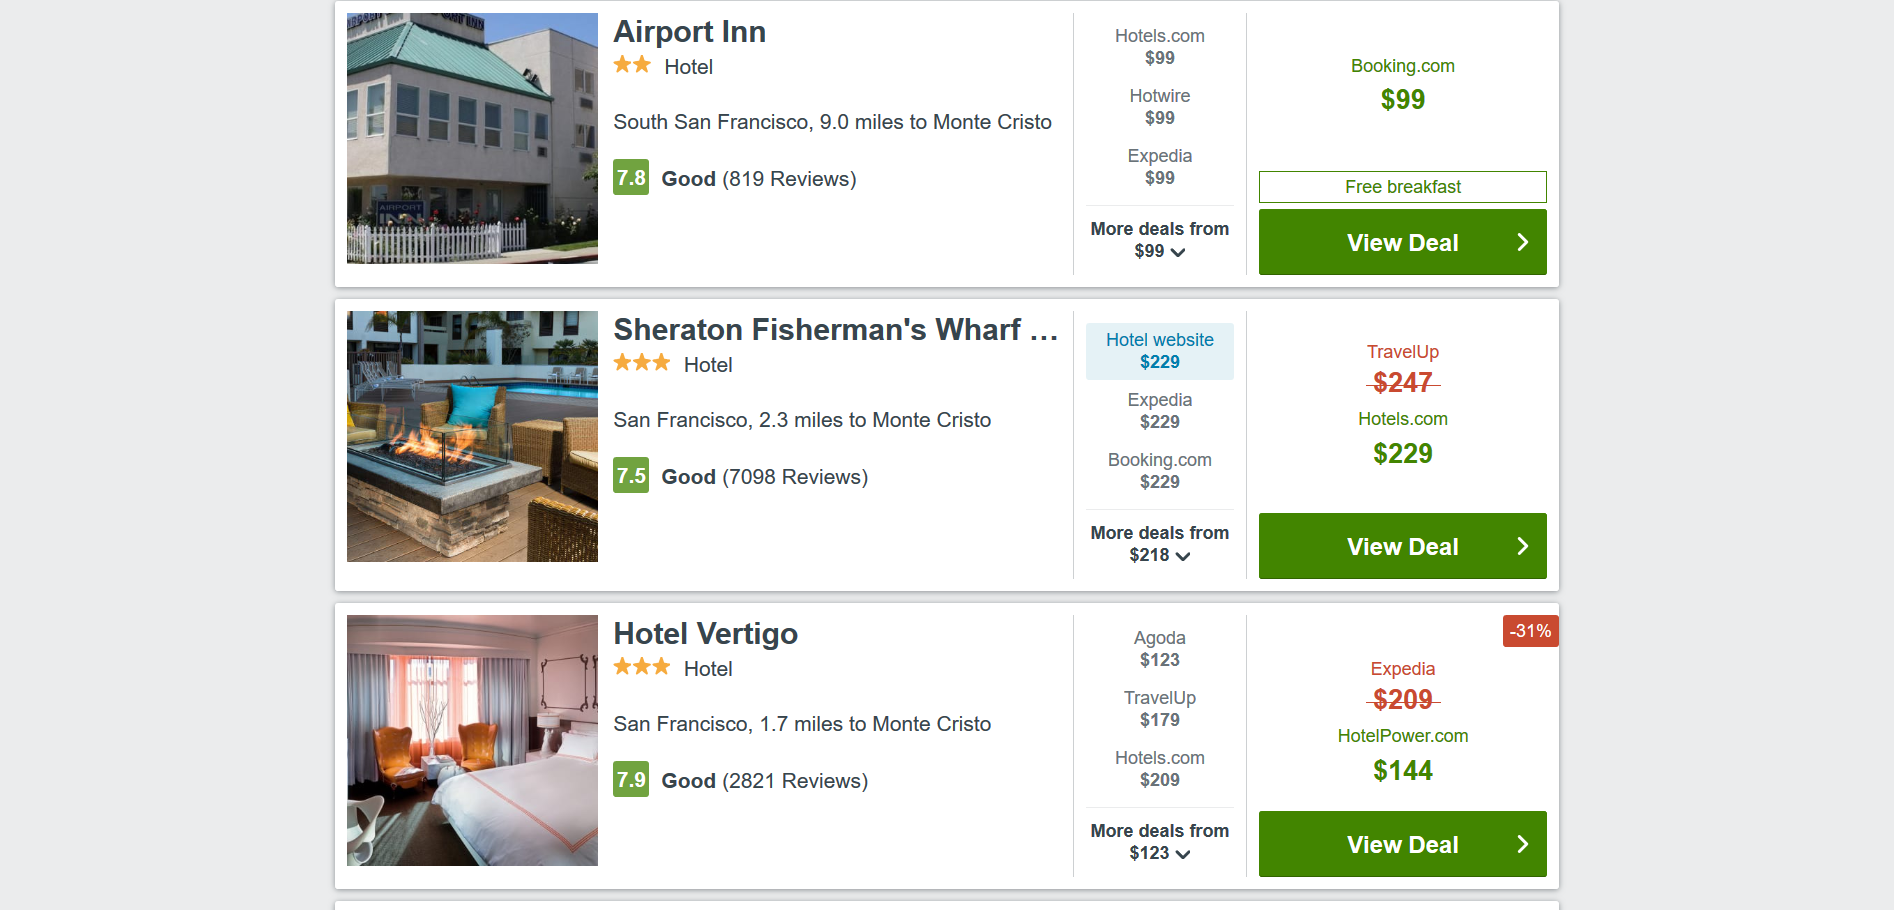 Airport Inn
Hotel
South San Francisco, 9.0 miles to Monte Cristo
7.8 Good (819 Reviews)
AIRPORT
INN
Hotels.com
$99
Hotwire
$99
Expedia
$99
More deals from
$99
Booking.com
$99
Free breakfast
View Deal
Sheraton Fisherman's Wharf ...
Hotel
San Francisco, 2.3 miles to Monte Cristo
7.5 Good (7098 Reviews)
Hotel website
$229
Expedia
$229
Booking.com
$229
More deals from
$218
TravelUp
$247
Hotels.com
$229
View Deal
Hotel Vertigo
Hotel
San Francisco, 1.7 miles to Monte Cristo
7.9 Good (2821 Reviews)
Agoda
$123
TravelUp
$179
Hotels.com
$209
More deals from
$123
-31%
Expedia
$209
HotelPower.com
$144
View Deal